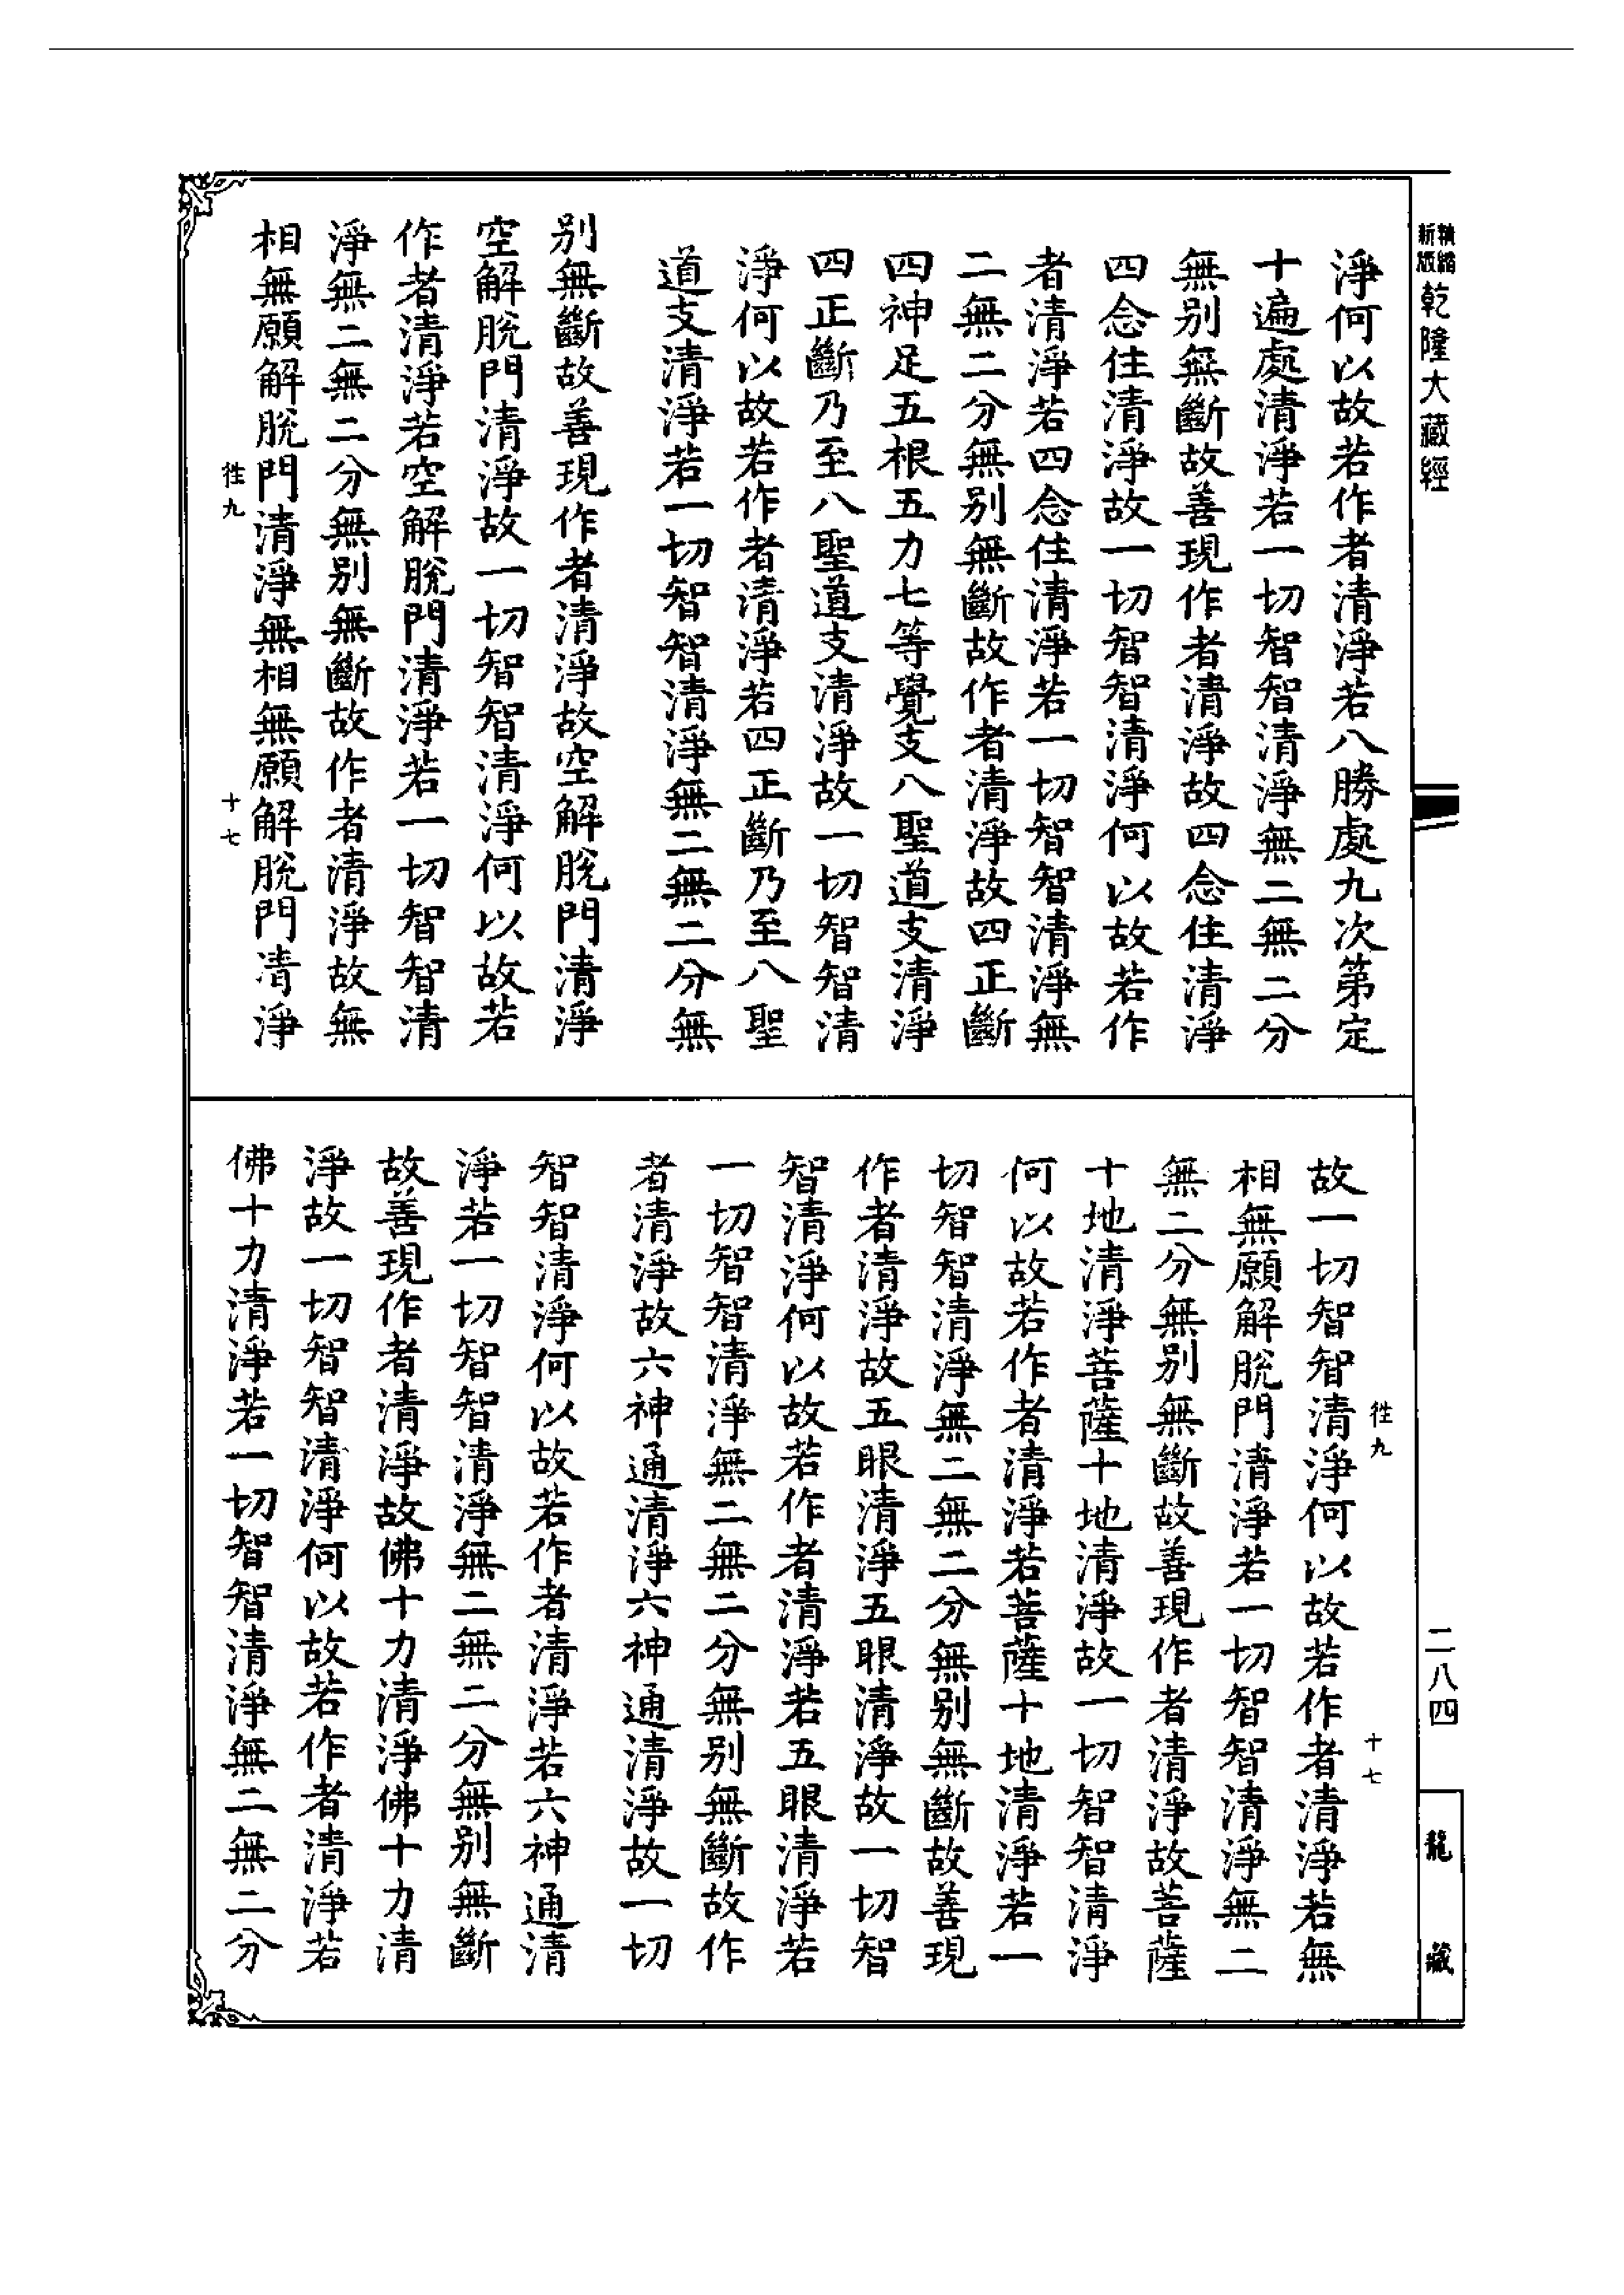 新縮
精版
乾隆大藏經
淨何以故若作者清淨若八勝處九次第定
十遍處清淨若一切智智清淨無二無二分
無别無斷故善現作者清淨故四念住清淨
四念住清淨故一切智智清淨何以故若作
者清淨若四念住清淨若一切智智清淨無
二無二分無别無斷故作者清淨故四正斷
四神足五根五力七等覺支八聖道支清淨
四正斷乃至八聖道支清淨故一切智智清
淨何以故若作者清淨若四正斷乃至八聖
道支清淨若一切智智清淨無二無二分無
别無斷故善現作者清淨故空解脫門清淨
空解脫門清淨故一切智智清淨何以故若
作者清淨若空解脫門清淨若一切智智清
淨無二無二分無别無斷故作者清淨故無
相無願解脫門清淨無相無願解脫門清淨
徃九
十七
徃九
十七
故一切智智清淨何以故若作者清淨若無
相無願解脫門清淨若一切智智清淨無二
無二分無别無斷故善現作者清淨故菩薩
十地清淨菩薩十地清淨故一切智智清淨
何以故若作者清淨若菩薩十地清淨若一
切智智清淨無二無二分無别無斷故善現
作者清淨故五眼清淨五眼清淨故一切智
智清淨何以故若作者清淨若五眼清淨若
一切智智清淨無二無二分無别無斷故作
者清淨故六神通清淨六神通清淨故一切
智智清淨何以故若作者清淨若六神通清
淨若一切智智清淨無二無二分無别無斷
故善現作者清淨故佛十力清淨佛十力清
淨故一切智智清淨何以故若作者清淨若
佛十力清淨若一切智智清淨無二無二分
二八四
龍藏